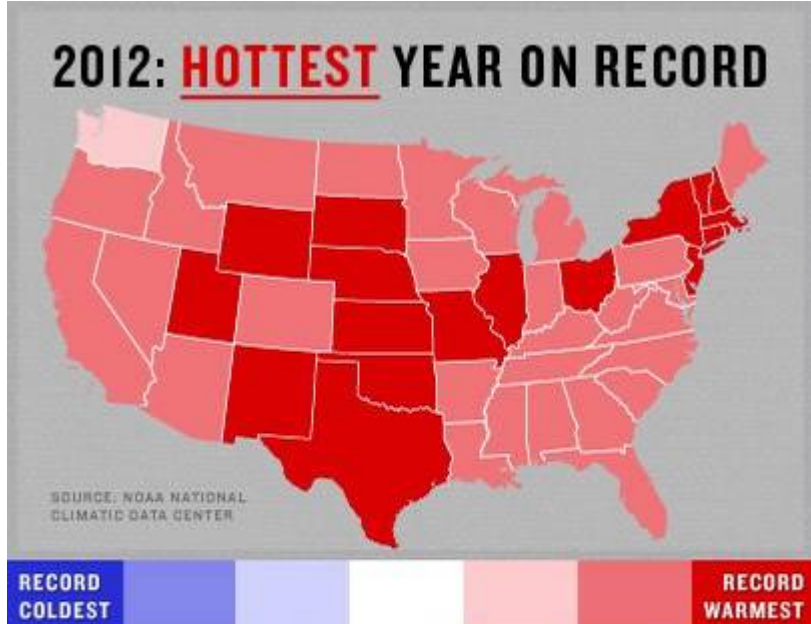 2012: HOTTEST YEAR ON RECORD
SOURCE: NOAA NATIONAL
CLIMATIC DATA CENTER
RECORD
COLDEST
RECORD
WARMEST